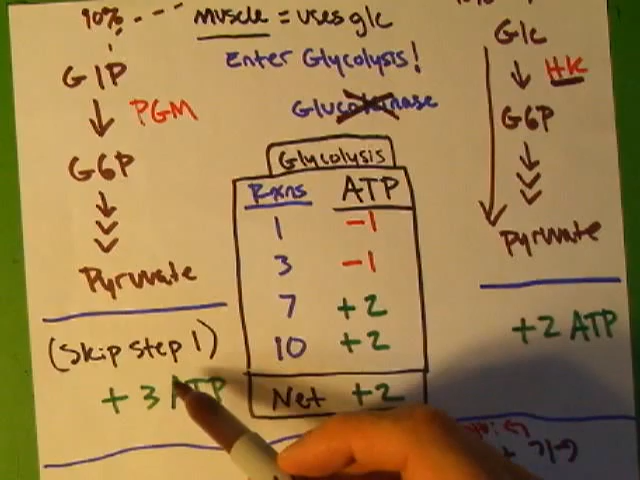 90%
muscle = uses glc
Enter Glycolysis!
G1P
PGM
G6P
Pyruvate
(Skip step 1)
+3 ATP
Glucokinase
Glycolysis
Rxns ATP
1 -1
3 -1
7 +2
10 +2
Net +2
Glc
HK
G6P
Pyruvate
+2 ATP